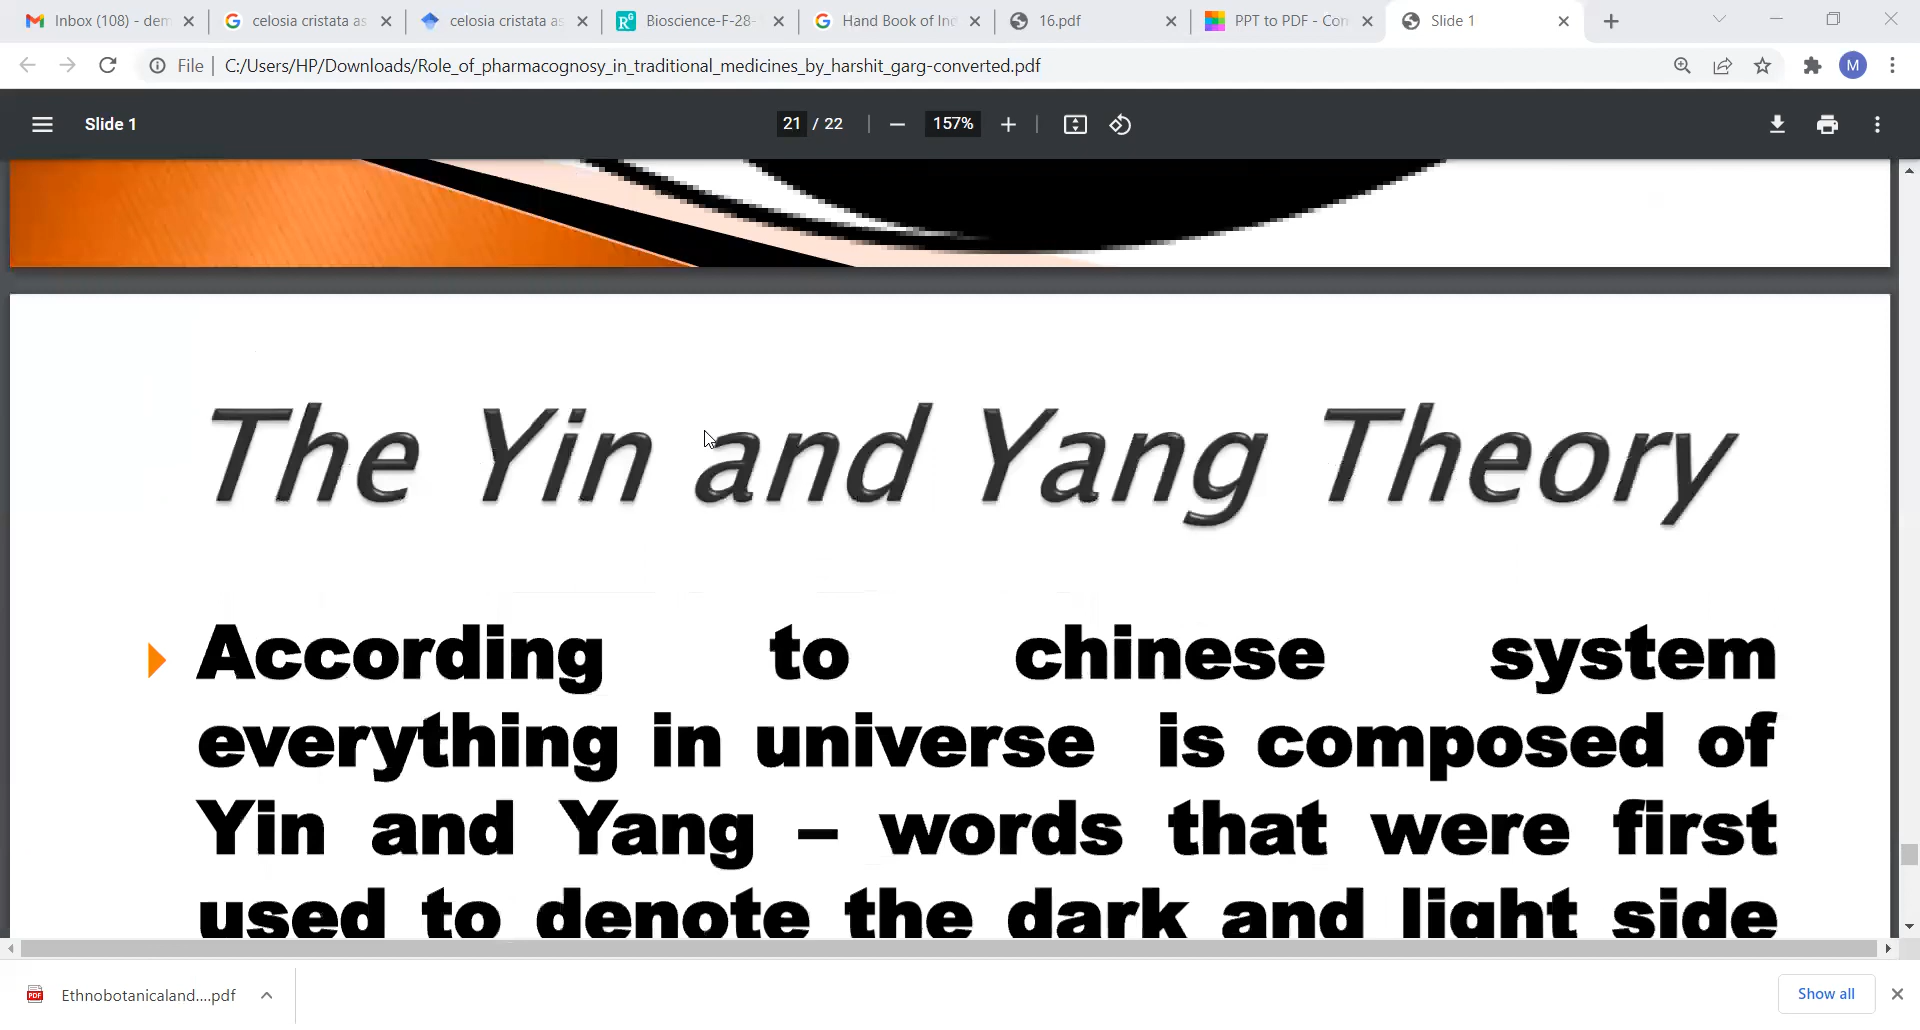 Inbox (108) - dem
celosia cristata as
celosia cristata as
Bioscience-F-28-
Hand Book of Ind
16.pdf
PPT to PDF - Con
Slide 1
File
C:/Users/HP/Downloads/Role_of_pharmacognosy_in_traditional_medicines_by_harshit_garg-converted.pdf
M
Slide 1
21 / 22
157%
The Yin and Yang Theory
According to chinese system
everything in universe is composed of
Yin and Yang – words that were first
used to denote the dark and light side
Ethnobotanicaland....pdf
Show all